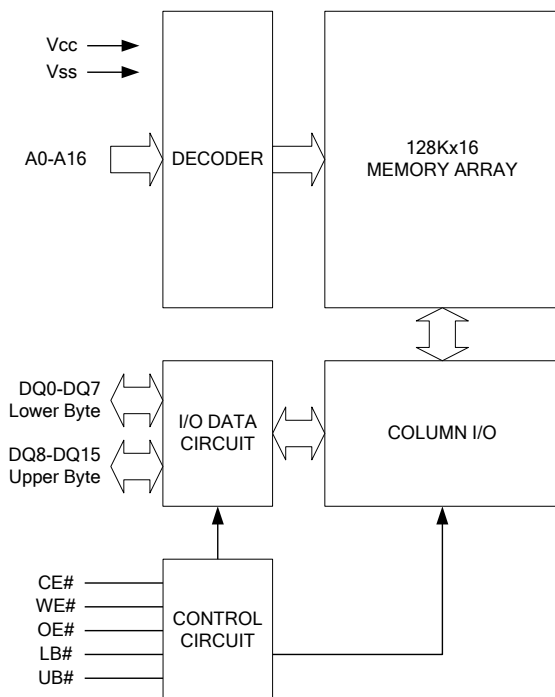 Vcc
Vss
A0-A16
DECODER
128Kx16
MEMORY ARRAY
DQ0-DQ7
Lower Byte
DQ8-DQ15
Upper Byte
I/O DATA
CIRCUIT
COLUMN I/O
CE#
WE#
OE#
LB#
UB#
CONTROL
CIRCUIT